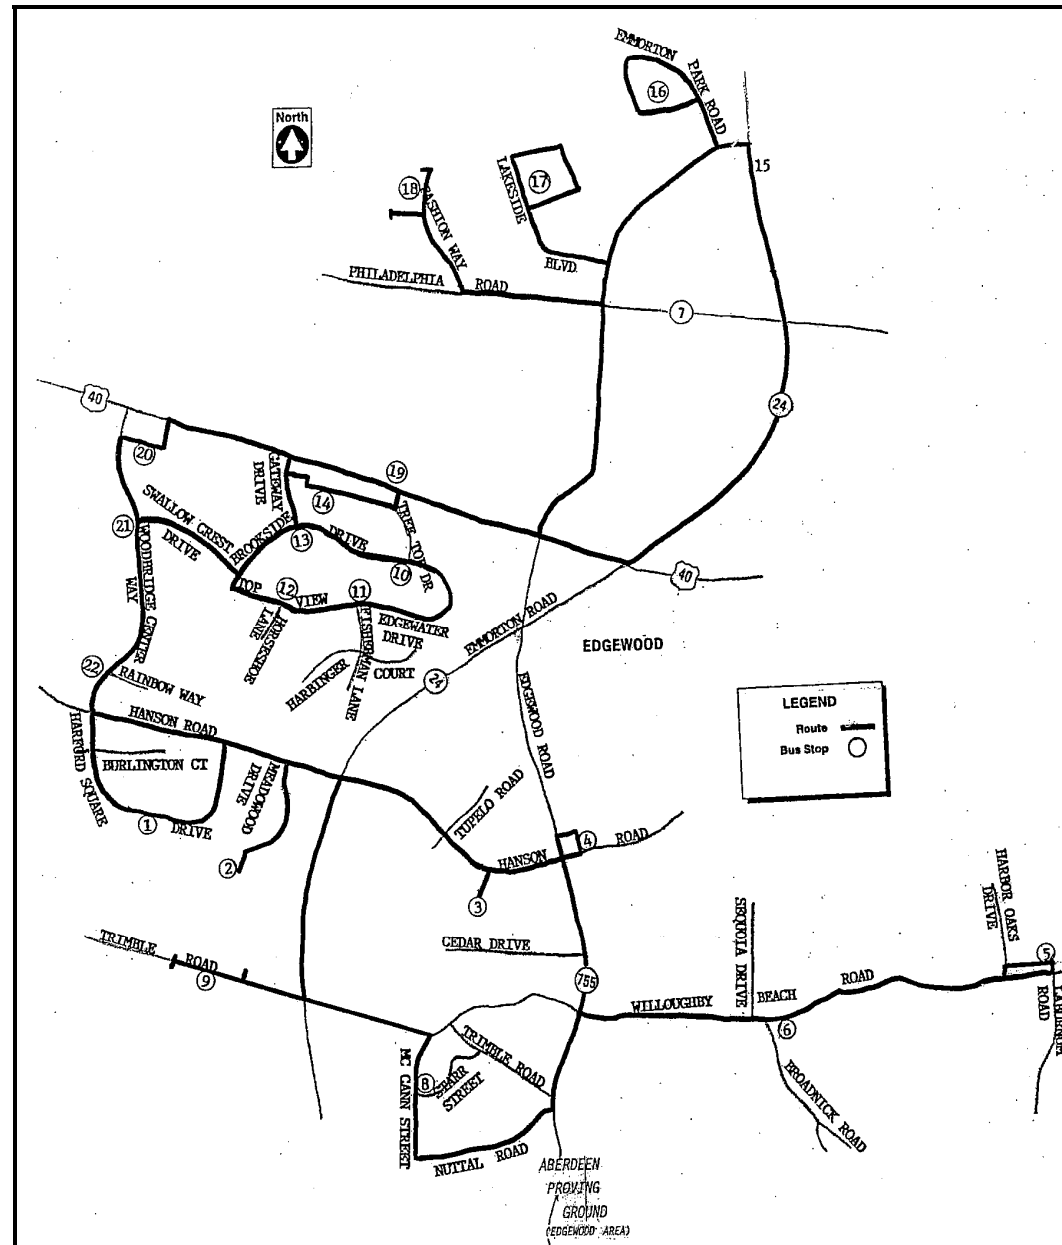 EMMORTON
PARK ROAD
16
North
15
LAKESIDE
17
18
FASHION WAY
BLVD.
PHILADELPHIA ROAD
7
40
24
20
GATEWAY
DRIVE
19
14
SWALLOW CREST
DRIVE
BROOKSIDE
DRIVE
TREE TOP DR
21
13
10
WOODBRIDGE CENTER
WAY
TOP VIEW
12
11
40
HORSESHOE
LANE
FISHERMAN LANE
EDGEWATER
DRIVE
EMMORTON ROAD
EDGEWOOD
HARBINGER COURT
22
RAINBOW WAY
24
EDGEWOOD ROAD
LEGEND
Route
Bus Stop
HANSON ROAD
HARFORD SQUARE
DRIVE
BURLINGTON CT
MEADOWOOD
DRIVE
TUPELO ROAD
1
2
HANSON ROAD
4
3
HARBOR OAKS
DRIVE
SEQUOIA DRIVE
CEDAR DRIVE
TRIMBLE ROAD
9
5
755
WILLOUGHBY BEACH ROAD
6
ROAD
TRIMBLE ROAD
8
SPARR
STREET
MC CANN STREET
BROADNICK ROAD
NUTTAL ROAD
ABERDEEN
PROVING
GROUND
(EDGEWOOD AREA)